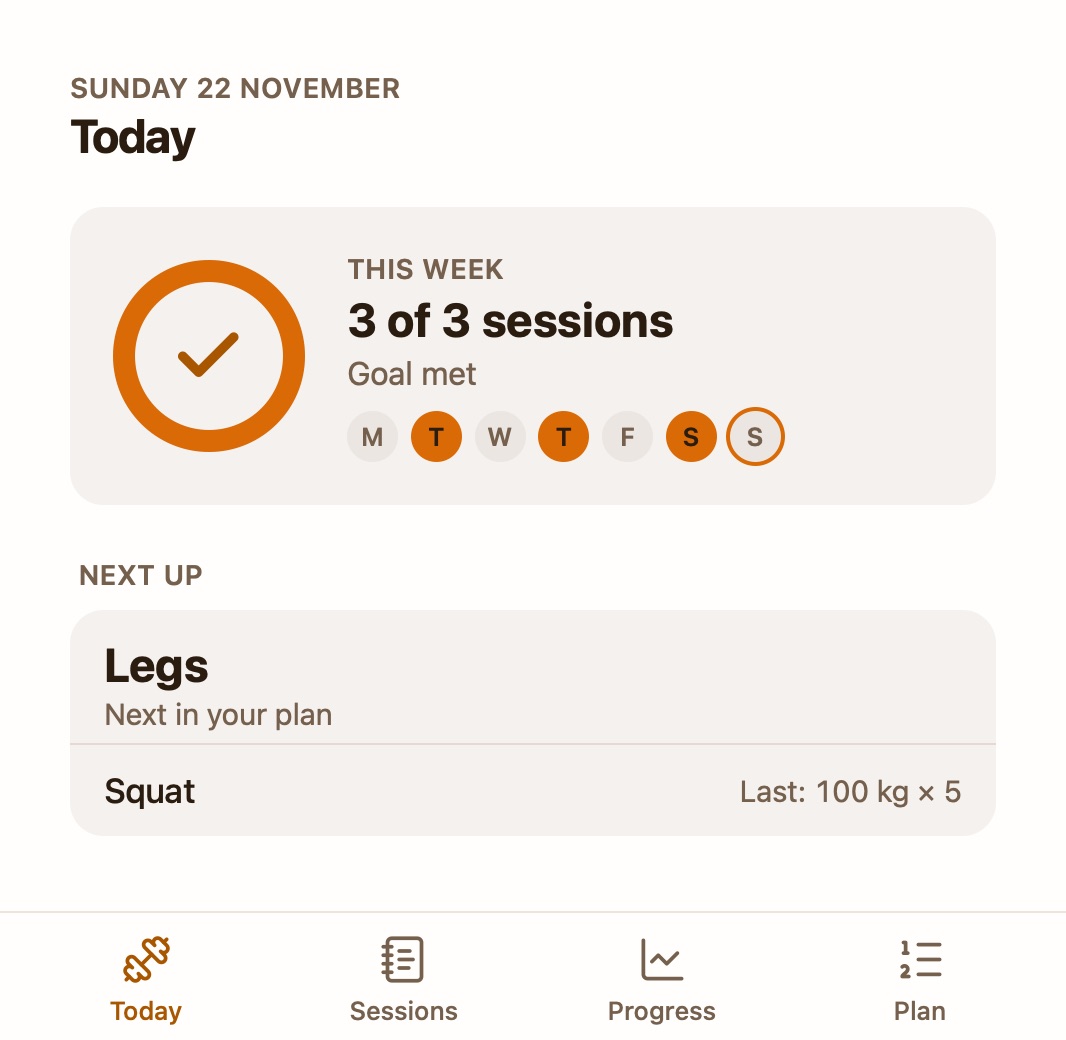 SUNDAY 22 NOVEMBER
Today
THIS WEEK
3 of 3 sessions
Goal met
M T W T F S S
NEXT UP
Legs
Next in your plan
Squat Last: 100 kg × 5
Today Sessions Progress Plan